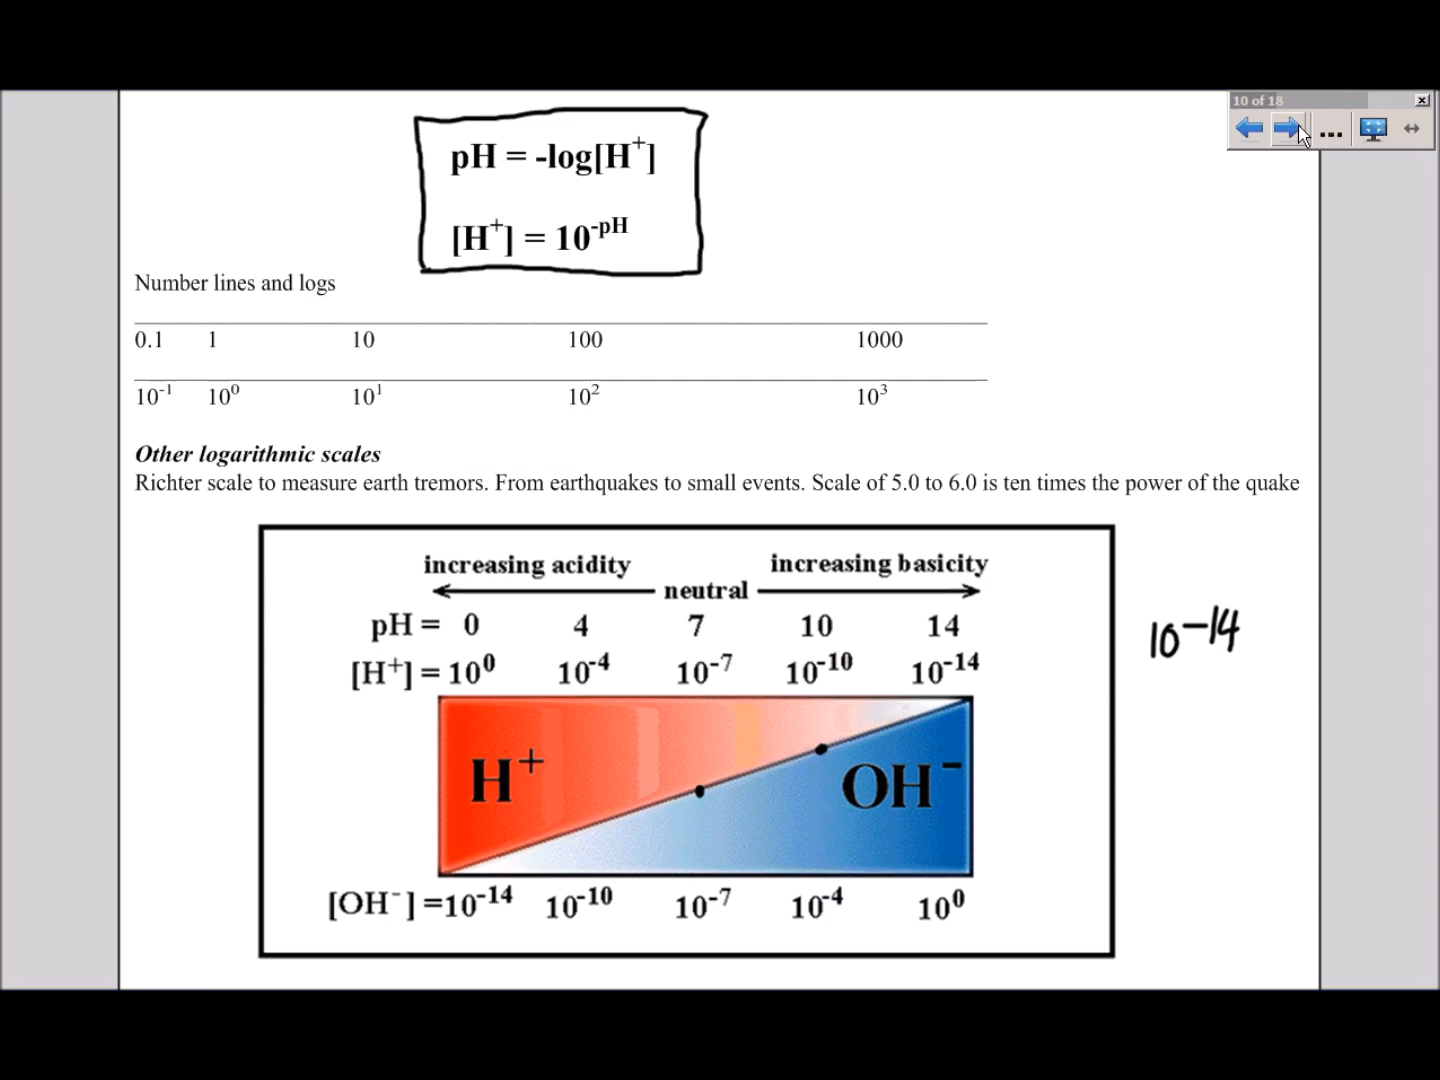 10 of 18
pH = -log[H⁺]
[H⁺] = 10⁻ᵖᴴ
Number lines and logs
0.1 1 10 100 1000
10⁻¹ 10⁰ 10¹ 10² 10³
Other logarithmic scales
Richter scale to measure earth tremors. From earthquakes to small events. Scale of 5.0 to 6.0 is ten times the power of the quake
increasing acidity increasing basicity
neutral
pH = 0 4 7 10 14
10⁻¹⁴
[H⁺] = 10⁰ 10⁻⁴ 10⁻⁷ 10⁻¹⁰ 10⁻¹⁴
H⁺ OH⁻
[OH⁻] =10⁻¹⁴ 10⁻¹⁰ 10⁻⁷ 10⁻⁴ 10⁰